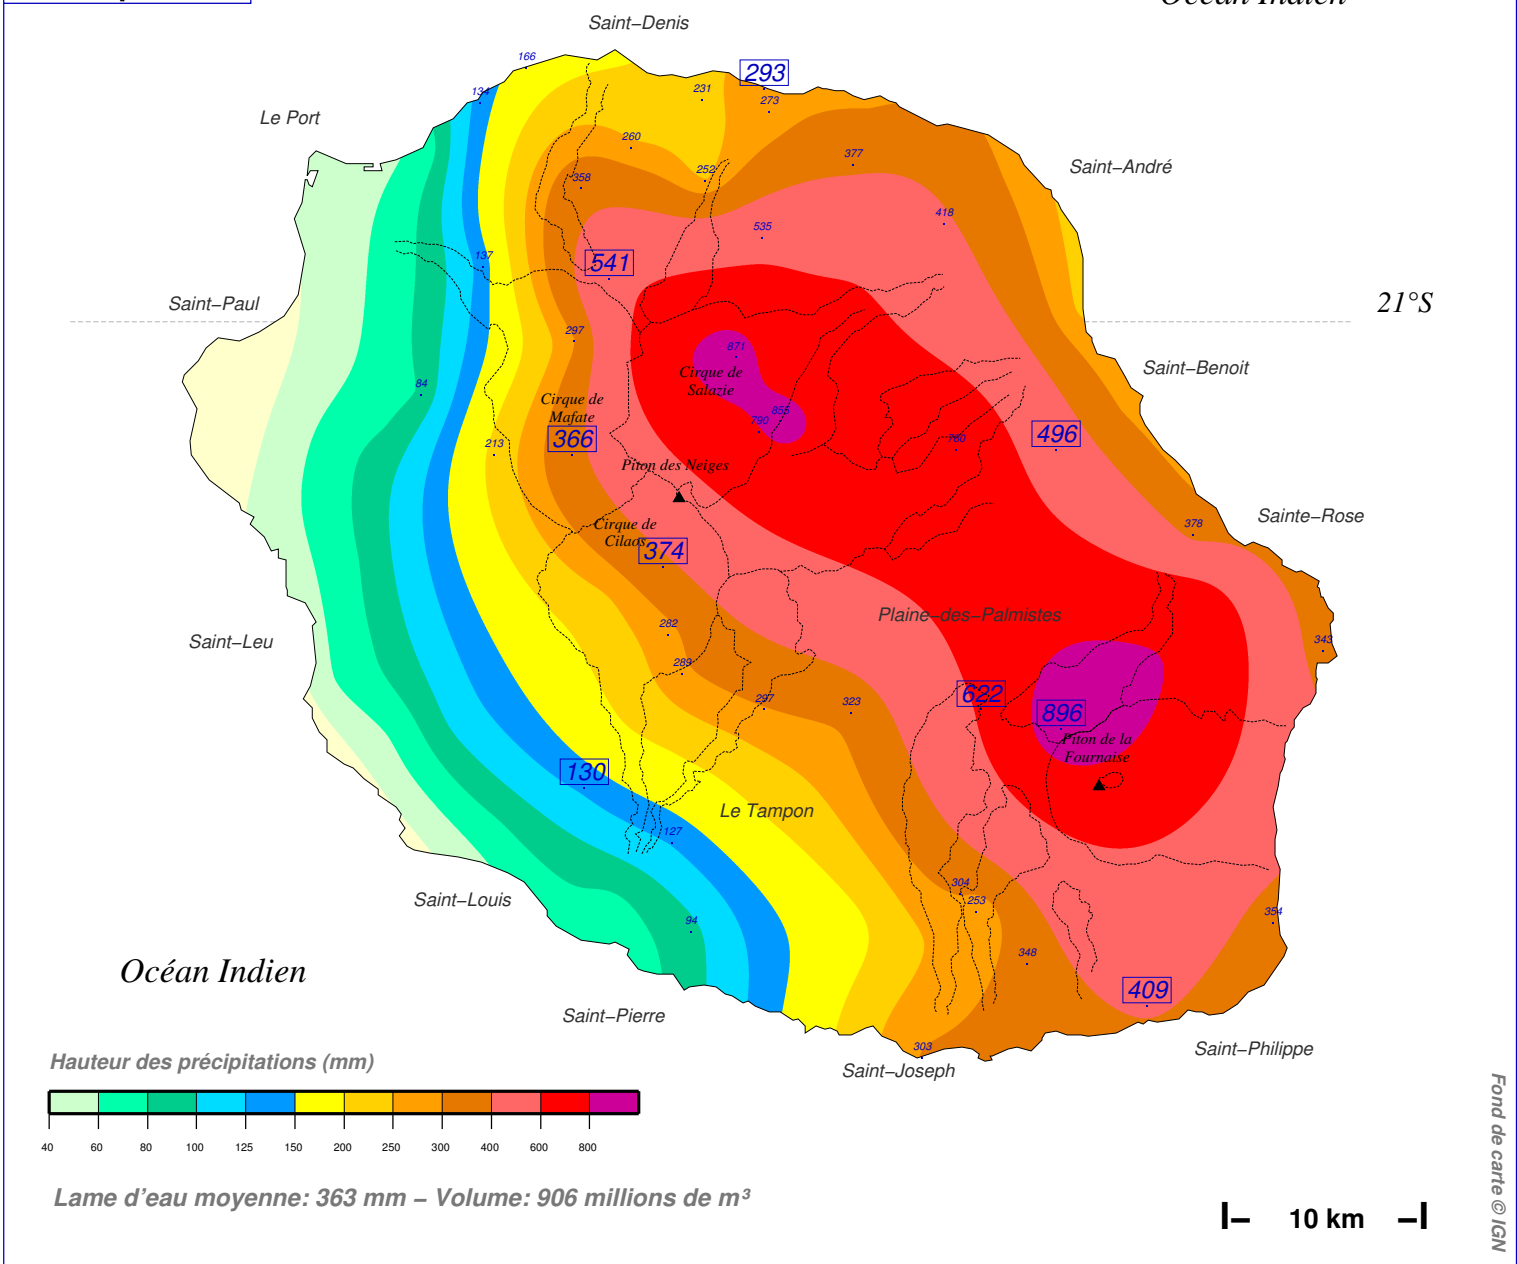 Océan Indien
Saint–Denis
166
293
134
231
273
Le Port
260
377
252
Saint–André
358
418
535
137
541
Saint–Paul
21°S
297
871
Cirque de
Salazie
Saint–Benoit
84
Cirque de
Mafate
855
790
366
213
760
496
Piton des Neiges
Sainte–Rose
378
Cirque de
Cilaos
374
Plaine–des–Palmistes
282
343
Saint–Leu
289
297
323
622
896
Piton de la
Fournaise
130
Le Tampon
127
304
253
Saint–Louis
94
354
348
Océan Indien
409
Saint–Pierre
303
Saint–Joseph
Saint–Philippe
Hauteur des précipitations (mm)
40 60 80 100 125 150 200 250 300 400 600 800
Lame d'eau moyenne: 363 mm – Volume: 906 millions de m³
10 km
Fond de carte © IGN